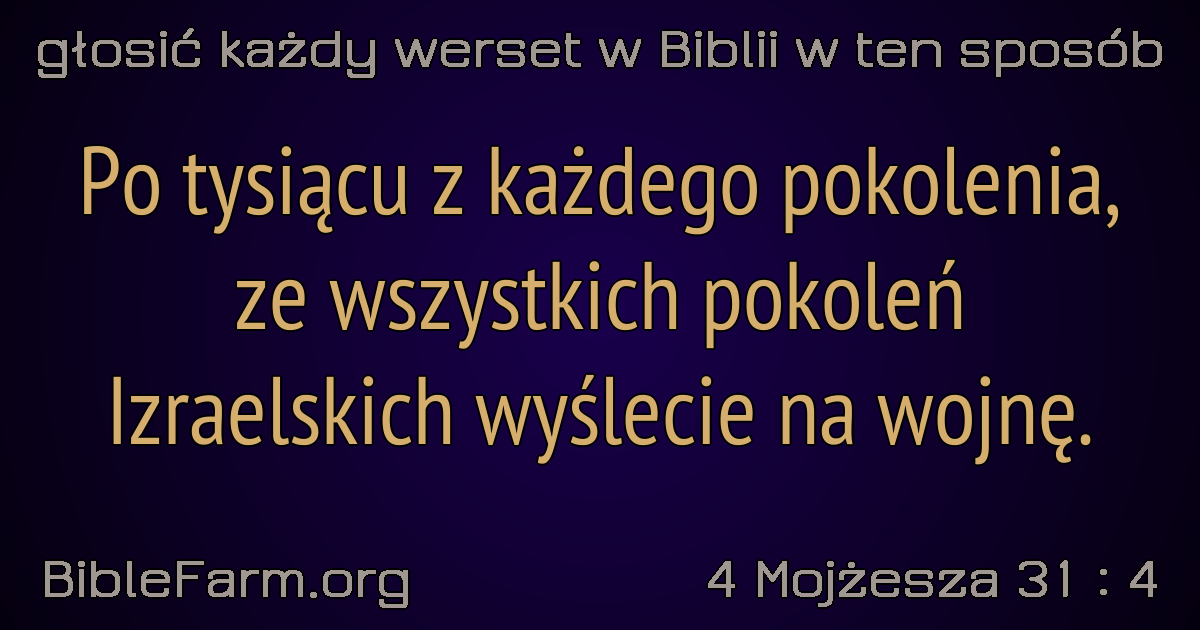 głosić każdy werset w Biblii w ten sposób
Po tysiącu z każdego pokolenia,
ze wszystkich pokoleń
Izraelskich wyślecie na wojnę.
BibleFarm.org
4 Mojżesza 31 : 4